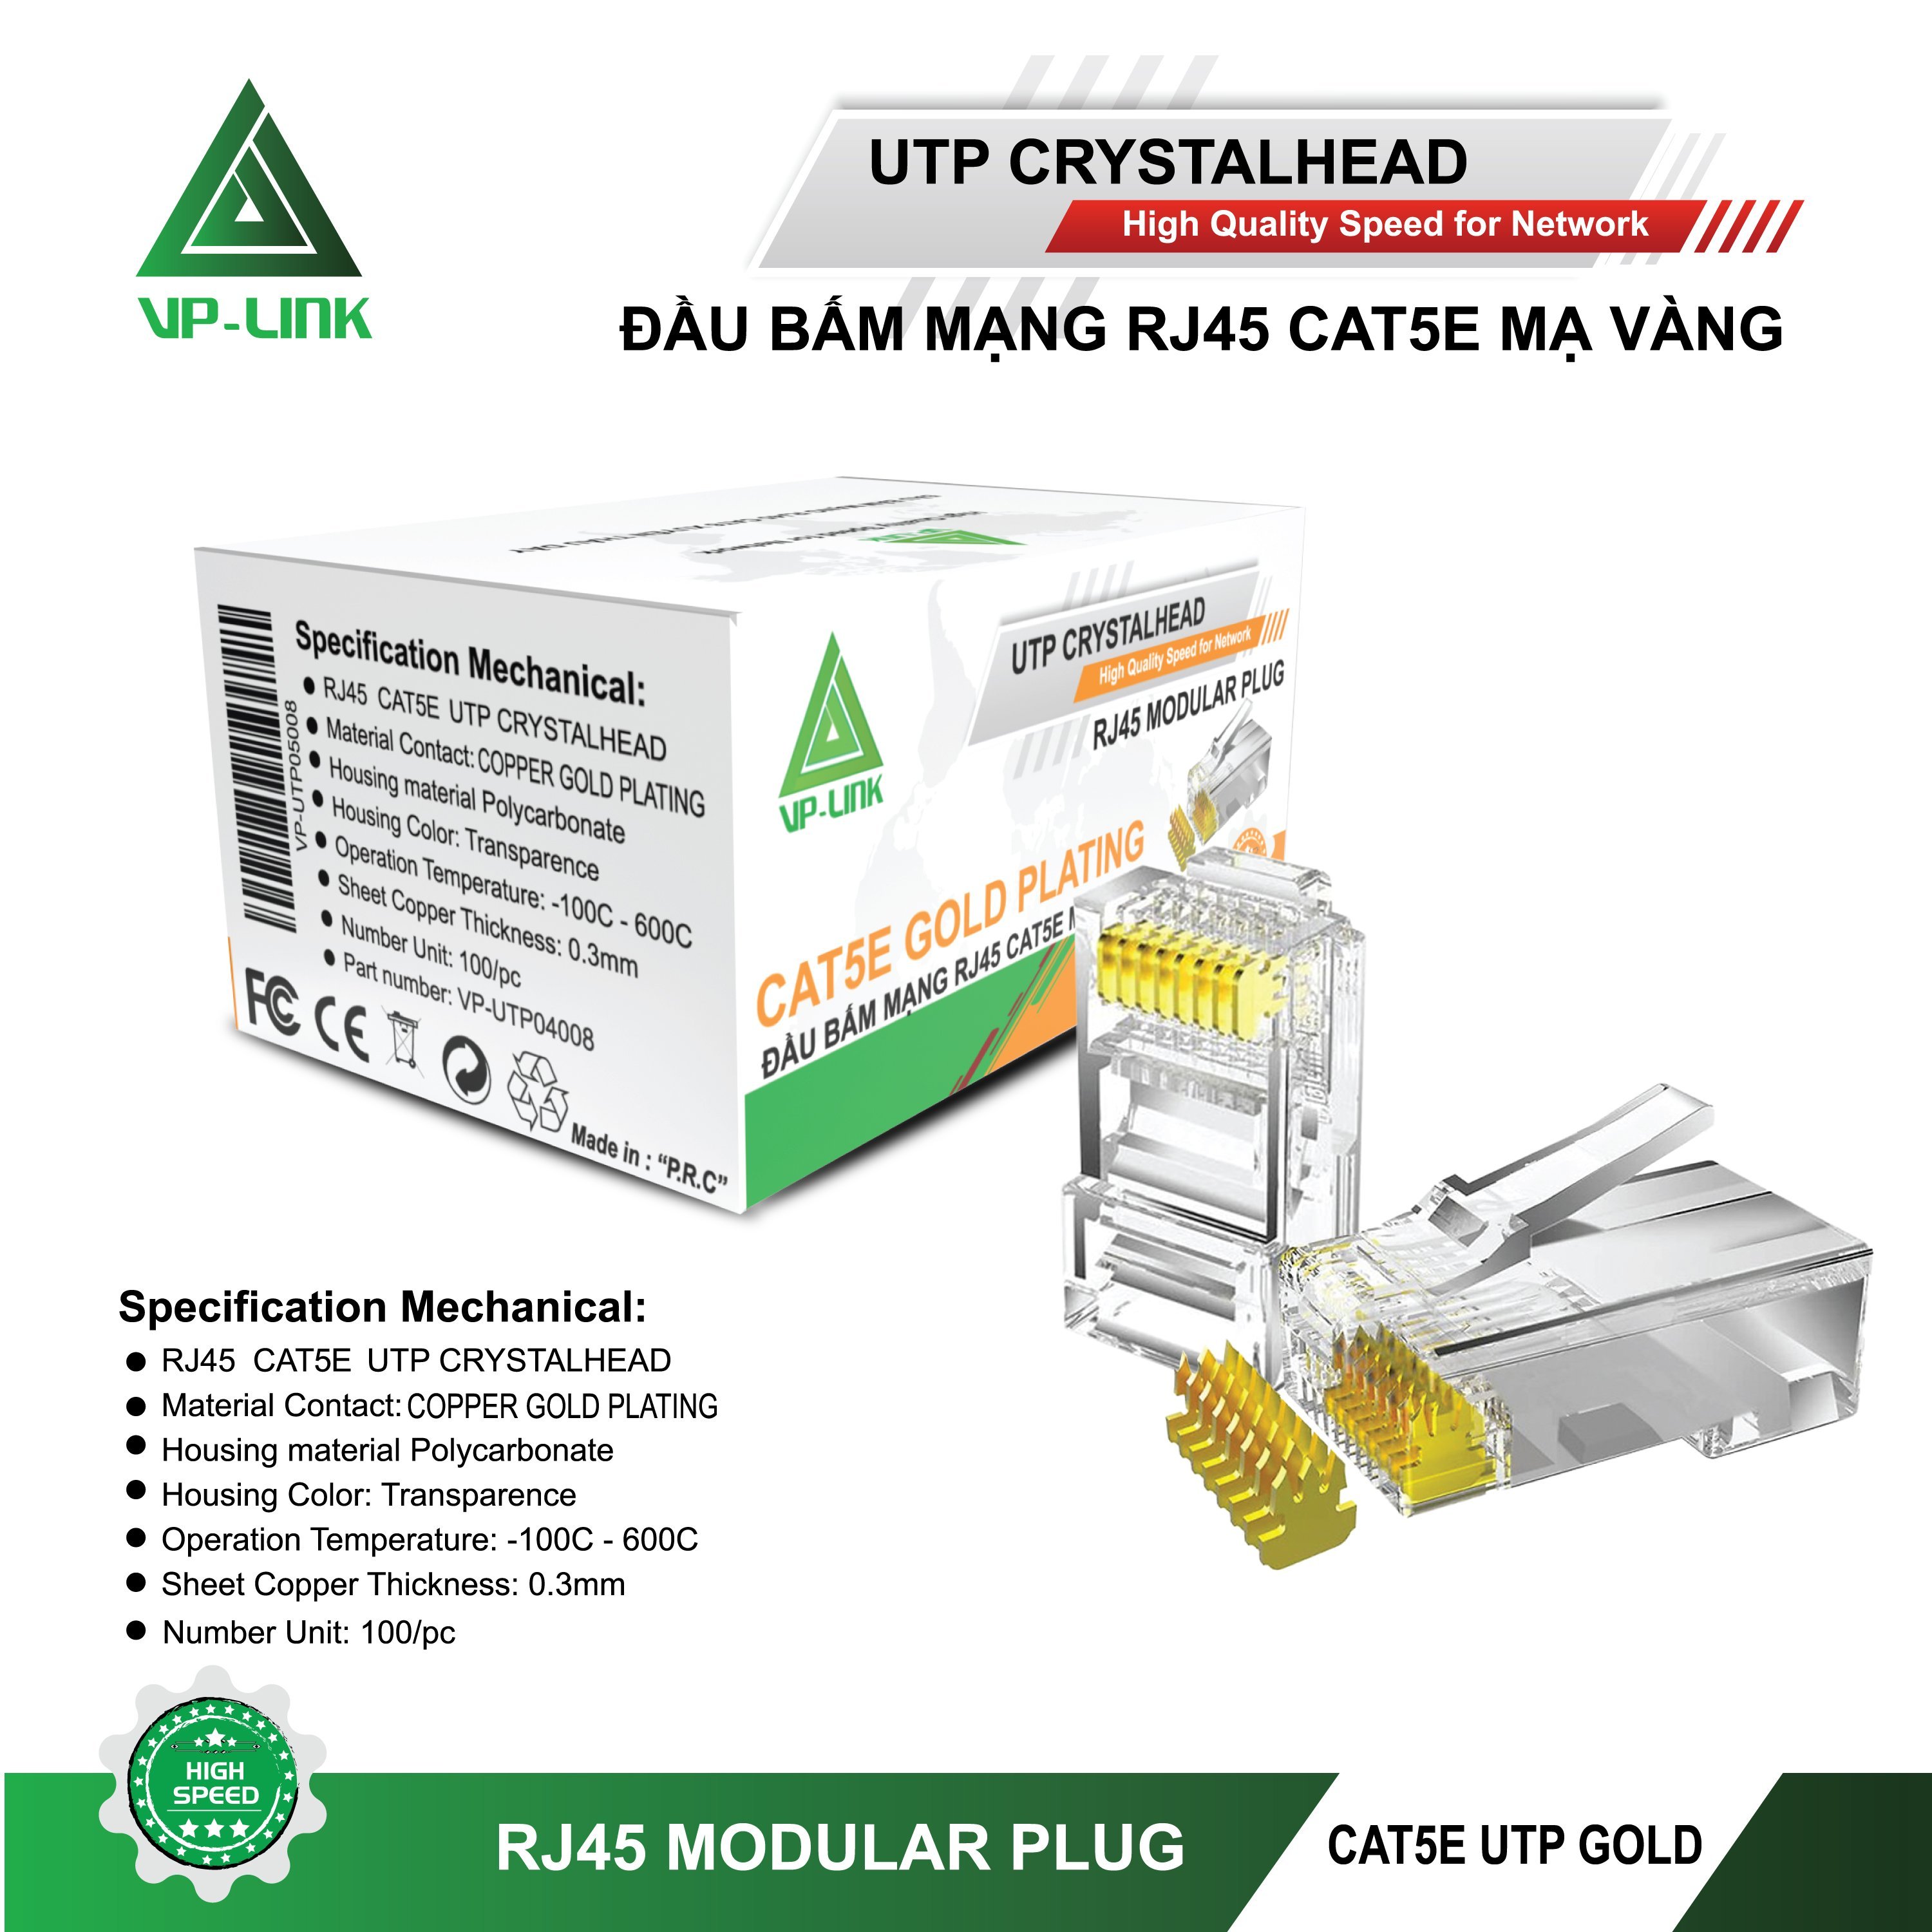 VP-LINK
UTP CRYSTALHEAD
High Quality Speed for Network
ĐẦU BẤM MẠNG RJ45 CAT5E MẠ VÀNG
High Quality Speed for Network
Specification Mechanical:
RJ45 CAT5E UTP CRYSTALHEAD
Material Contact: COPPER GOLD PLATING
Housing material Polycarbonate
Housing Color: Transparence
Operation Temperature: -100C - 600C
Sheet Copper Thickness: 0.3mm
Number Unit: 100/pc
Part number: VP-UTP04008
VP-UTP05008
FC CE
Made in : “P.R.C”
UTP CRYSTALHEAD
High Quality Speed for Network
RJ45 MODULAR PLUG
VP-LINK
CAT5E GOLD PLATING
ĐẦU BẤM MẠNG RJ45 CAT5E
Specification Mechanical:
● RJ45 CAT5E UTP CRYSTALHEAD
● Material Contact: COPPER GOLD PLATING
● Housing material Polycarbonate
● Housing Color: Transparence
● Operation Temperature: -100C - 600C
● Sheet Copper Thickness: 0.3mm
● Number Unit: 100/pc
HIGH
SPEED
RJ45 MODULAR PLUG
CAT5E UTP GOLD